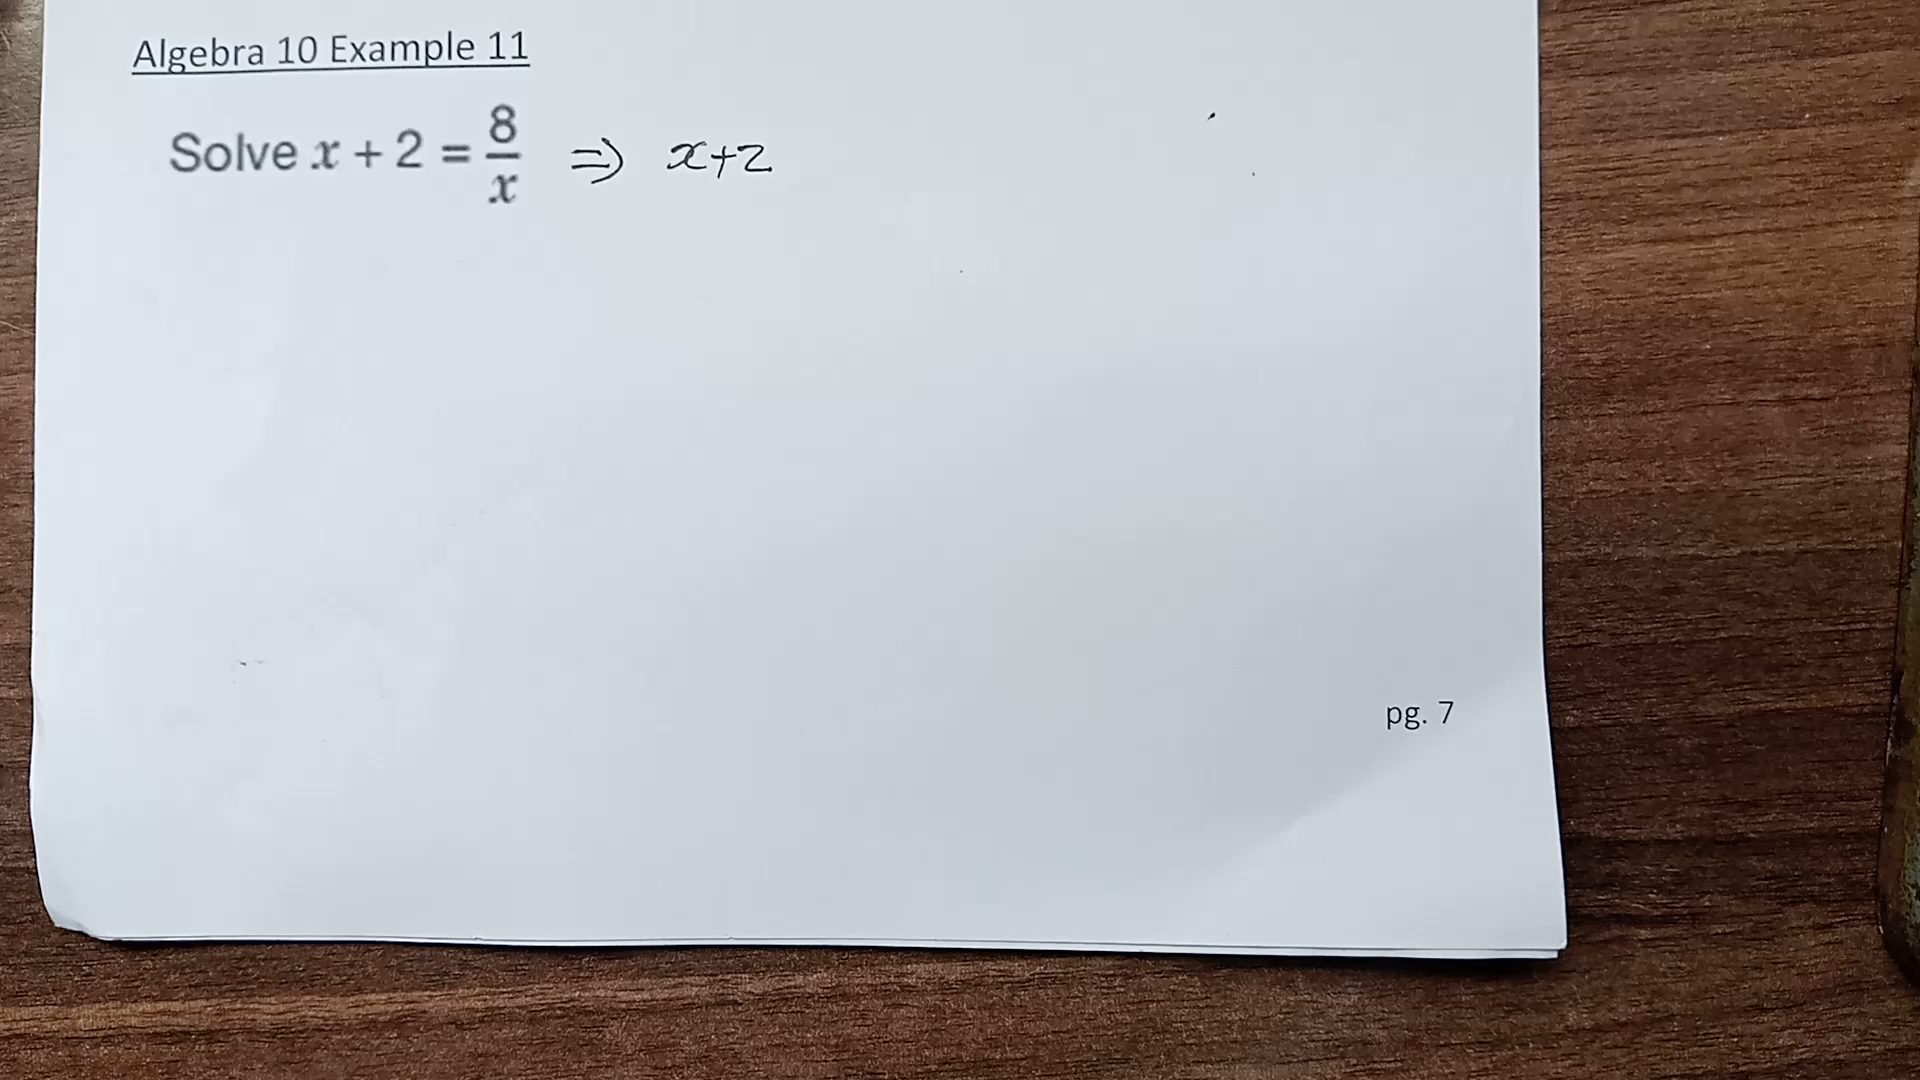 Algebra 10 Example 11
Solve x + 2 = 8/x ⇒ x+2
pg. 7